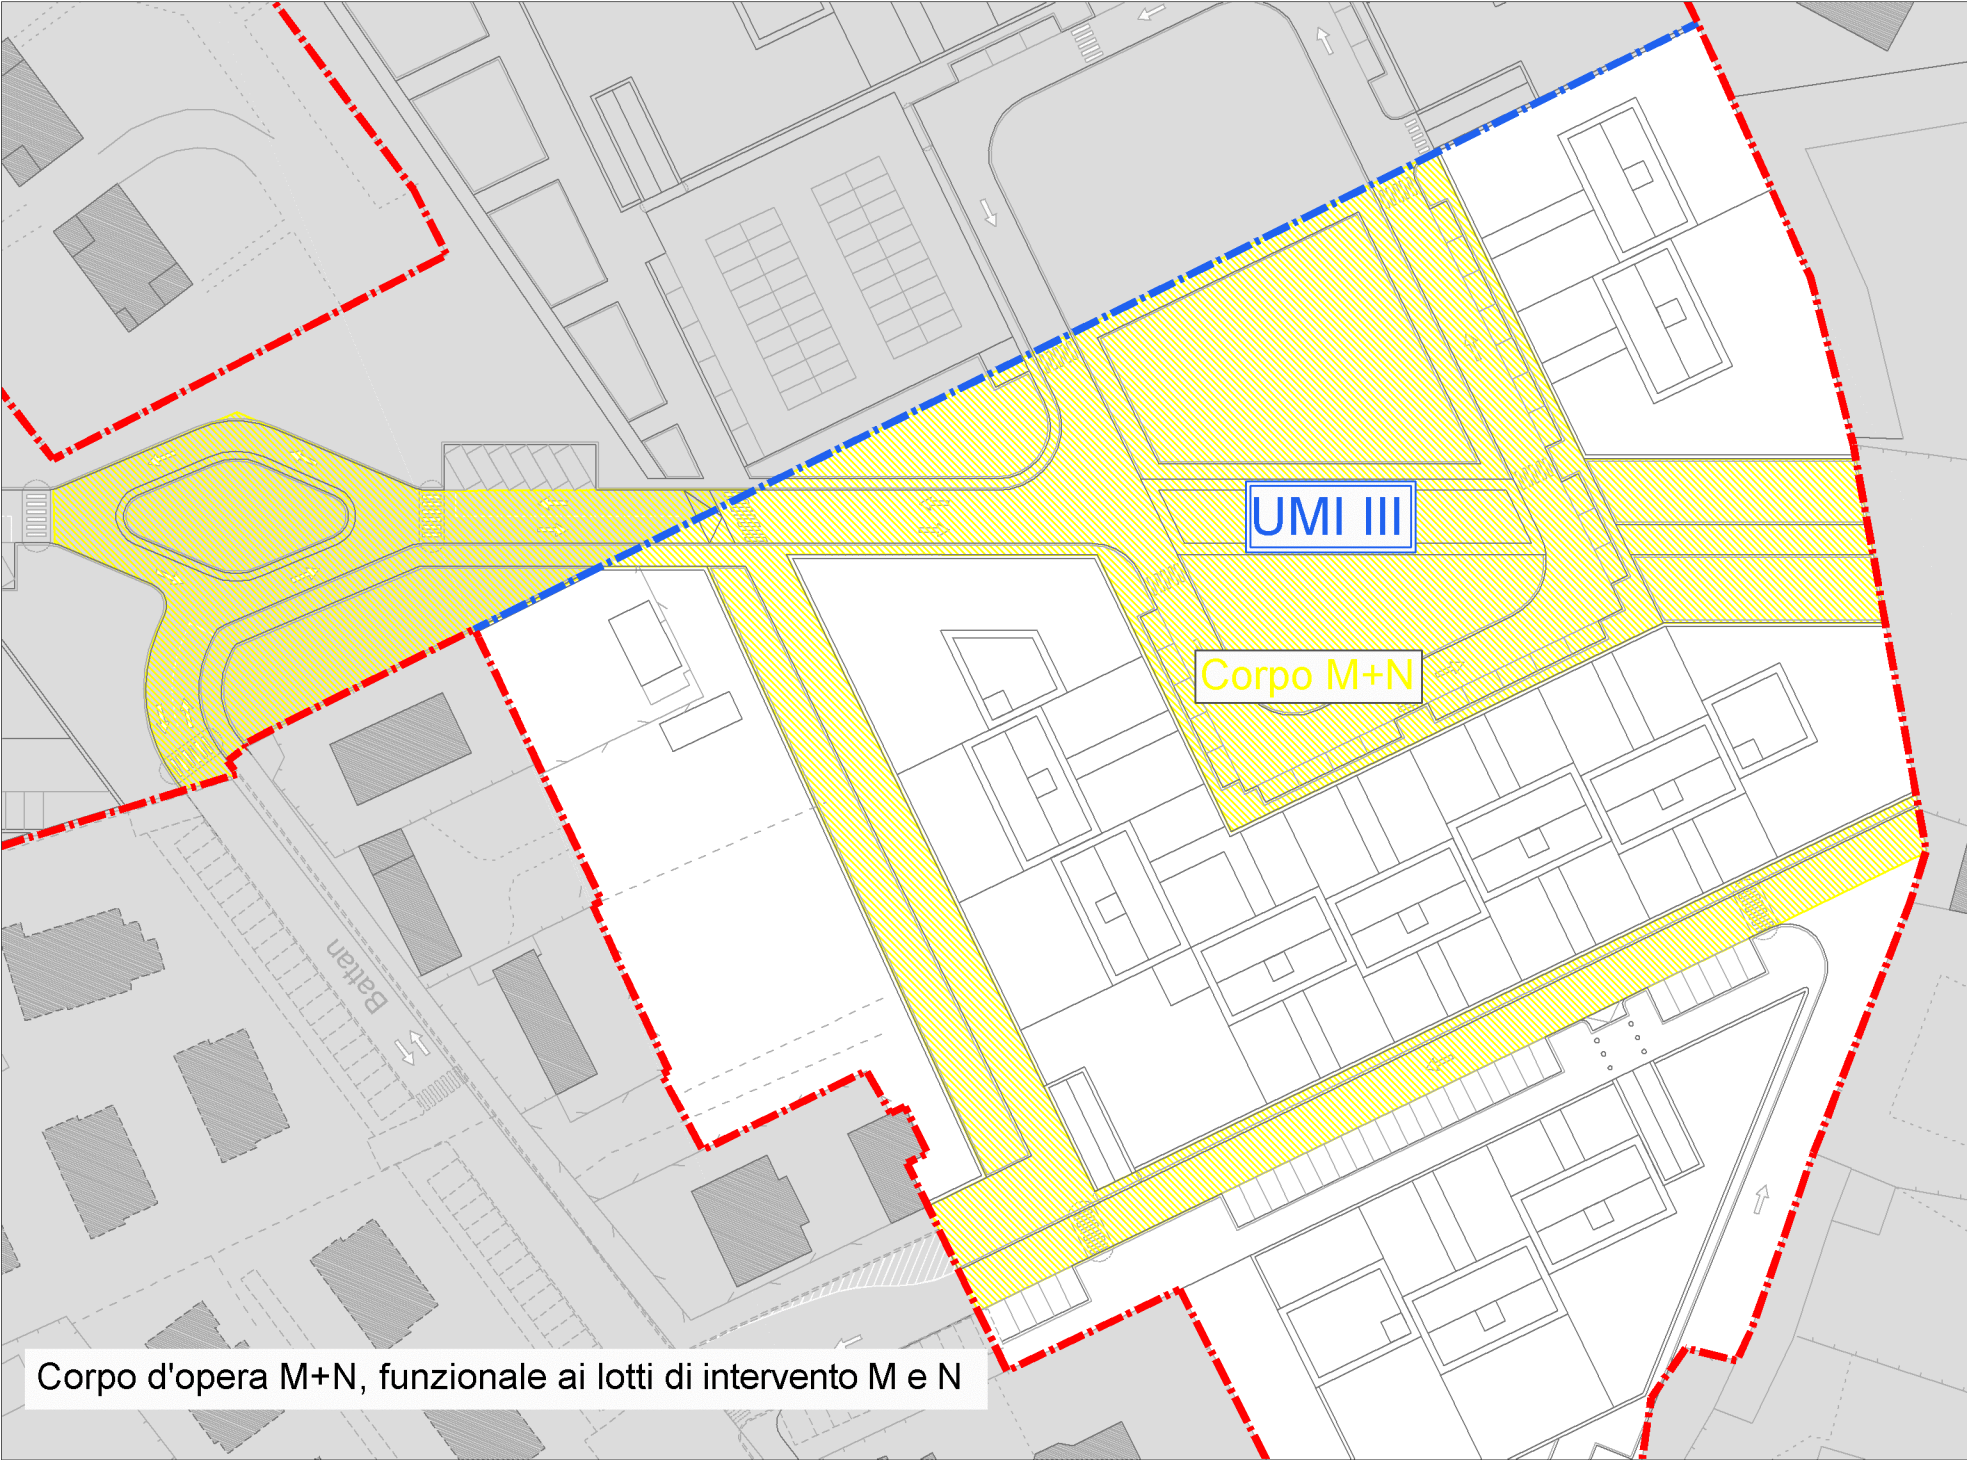 UMI III
Corpo M+N
Battan
Corpo d'opera M+N, funzionale ai lotti di intervento M e N